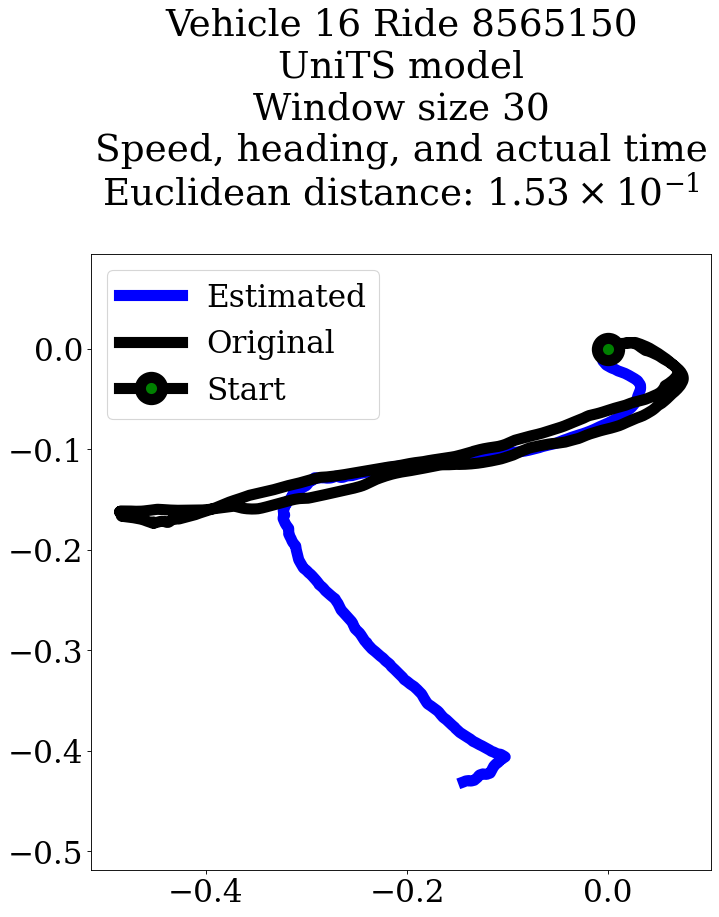 Vehicle 16 Ride 8565150
UniTS model
Window size 30
Speed, heading, and actual time
Euclidean distance: 1.53 × 10⁻¹
Estimated
Original
Start
0.0
−0.1
−0.2
−0.3
−0.4
−0.5
−0.4 −0.2 0.0